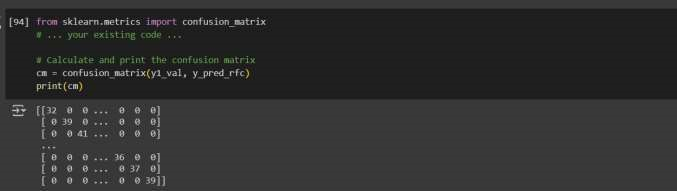 [94] from sklearn.metrics import confusion_matrix
# ... your existing code ...
# Calculate and print the confusion matrix
cm = confusion_matrix(y1_val, y_pred_rfc)
print(cm)
[[32 0 0 ... 0 0 0]
[ 0 39 0 ... 0 0 0]
[ 0 0 41 ... 0 0 0]
...
[ 0 0 0 ... 36 0 0]
[ 0 0 0 ... 0 37 0]
[ 0 0 0 ... 0 0 39]]